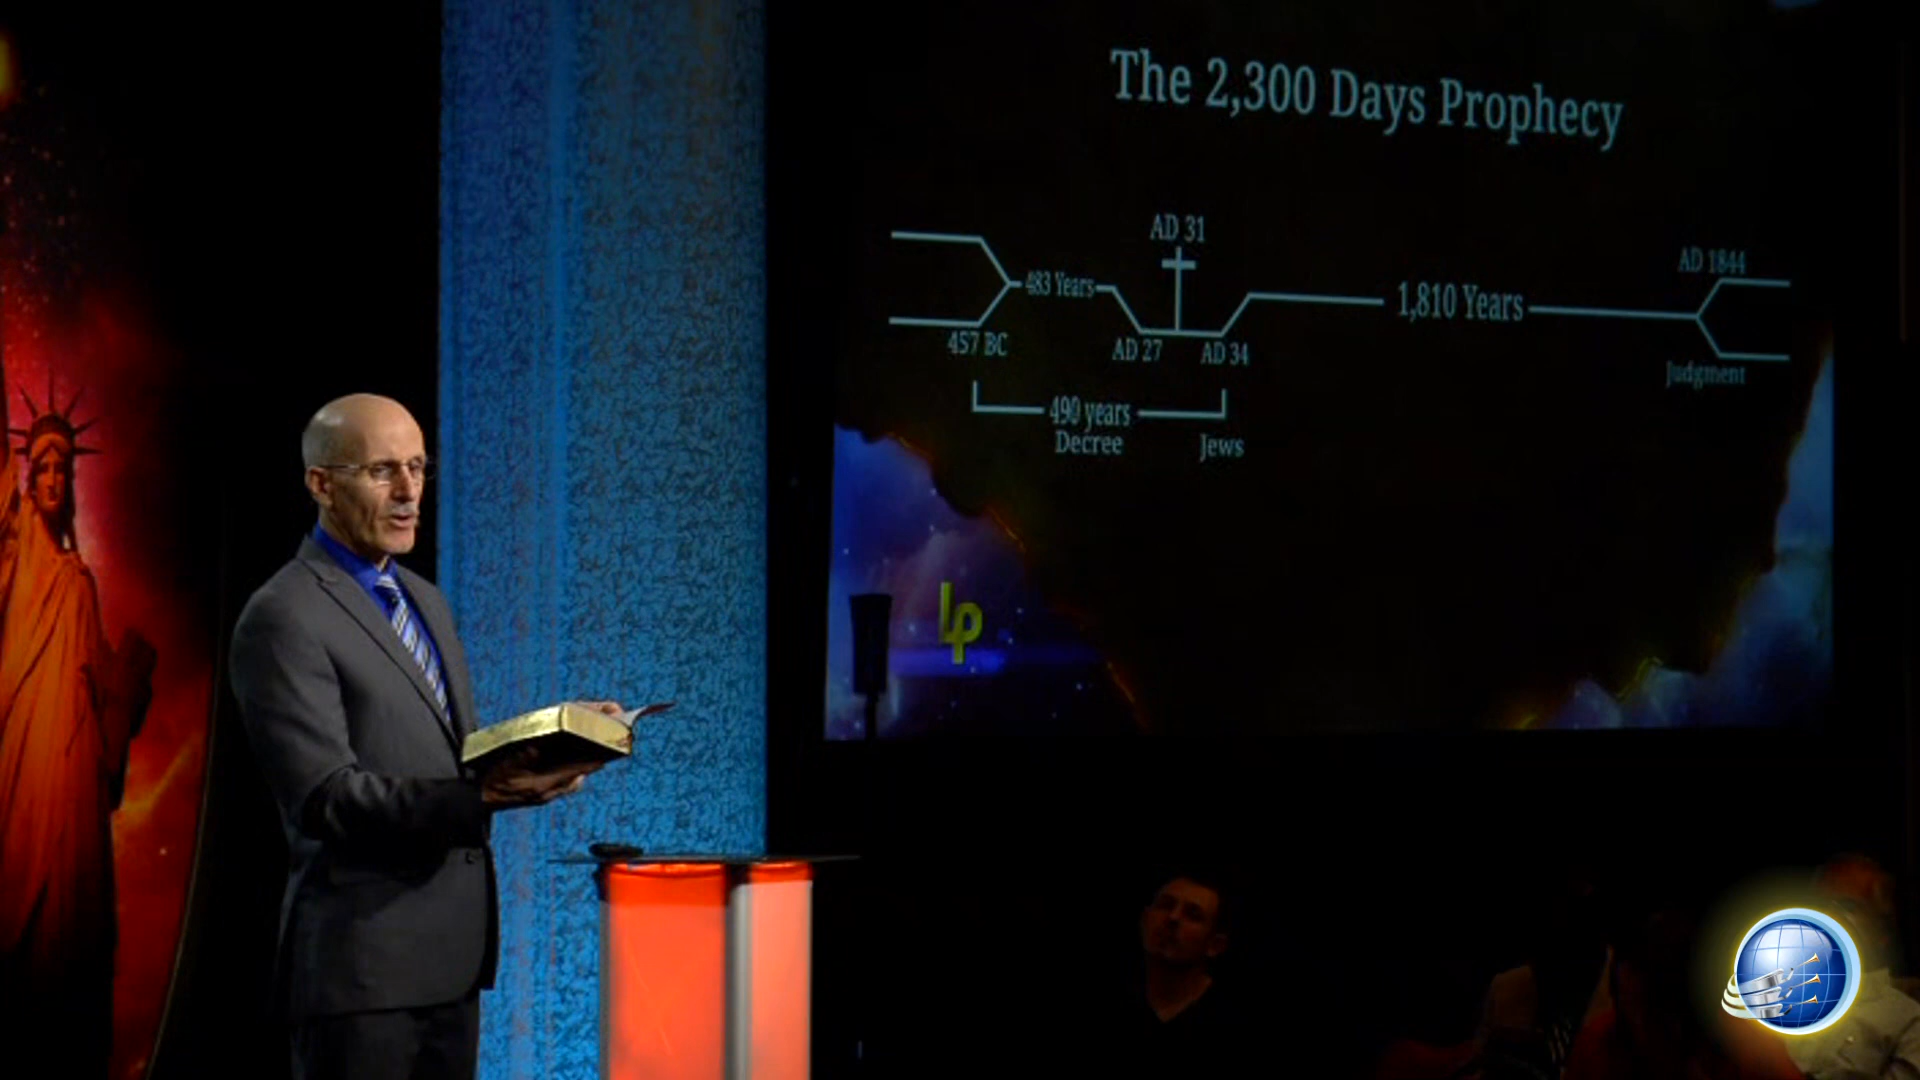 The 2,300 Days Prophecy
AD 31
AD 1844
483 Years
1,810 Years
457 BC
AD 27
AD 34
Judgment
490 years
Decree
Jews
LP